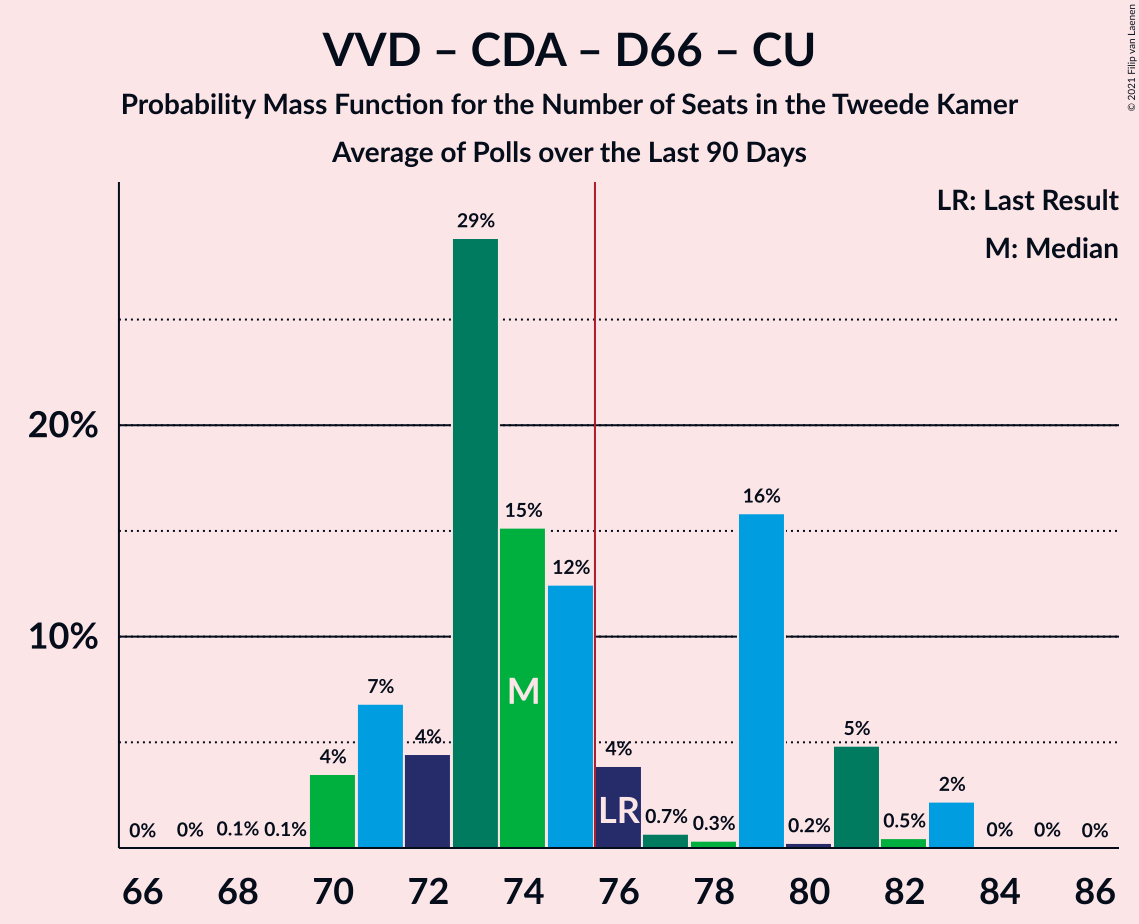 VVD – CDA – D66 – CU
Probability Mass Function for the Number of Seats in the Tweede Kamer
Average of Polls over the Last 90 Days
© 2021 Filip van Laenen
LR: Last Result
M: Median
20%
10%
0%
0%
0.1%
0.1%
4%
7%
4%
29%
15%
12%
4%
0.7%
0.3%
16%
0.2%
5%
0.5%
2%
0%
0%
0%
M
LR
66 68 70 72 74 76 78 80 82 84 86